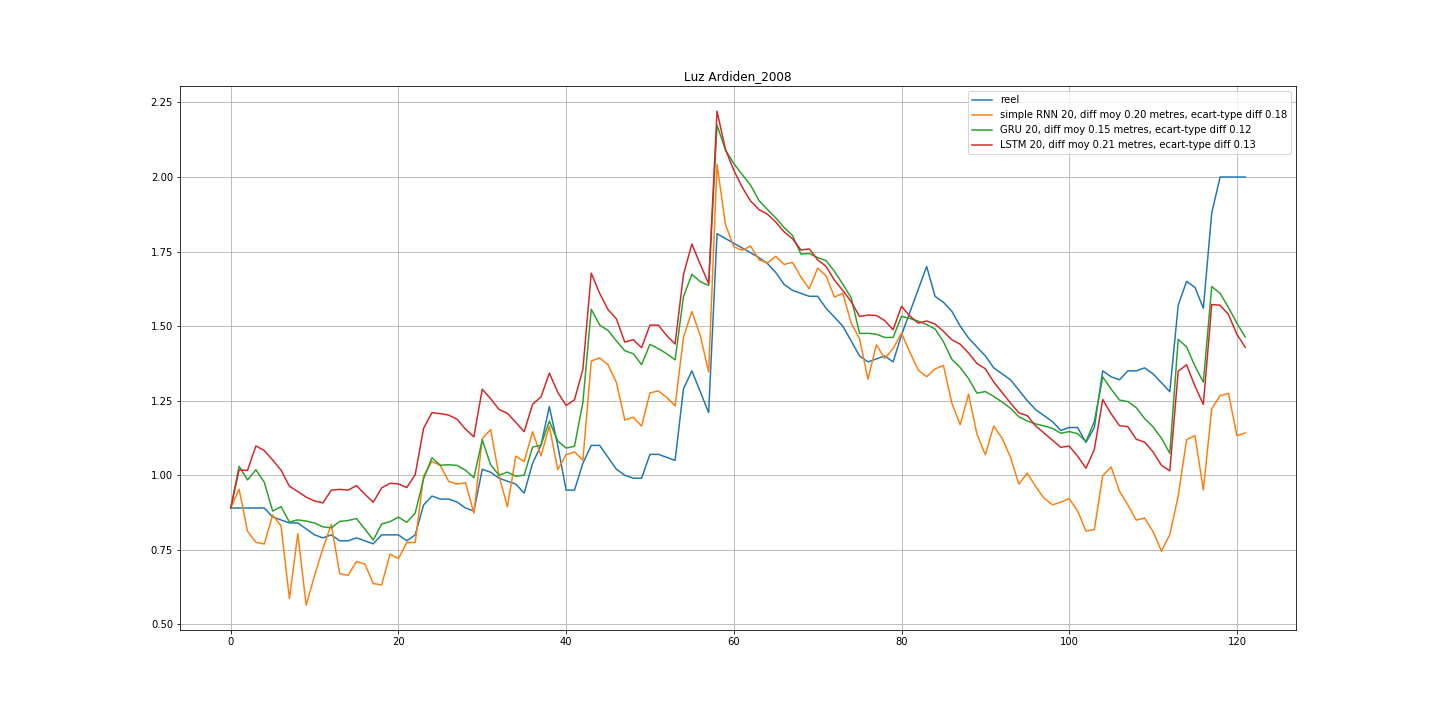 Luz Ardiden_2008
reel
simple RNN 20, diff moy 0.20 metres, ecart-type diff 0.18
GRU 20, diff moy 0.15 metres, ecart-type diff 0.12
LSTM 20, diff moy 0.21 metres, ecart-type diff 0.13
2.25
2.00
1.75
1.50
1.25
1.00
0.75
0.50
0 20 40 60 80 100 120